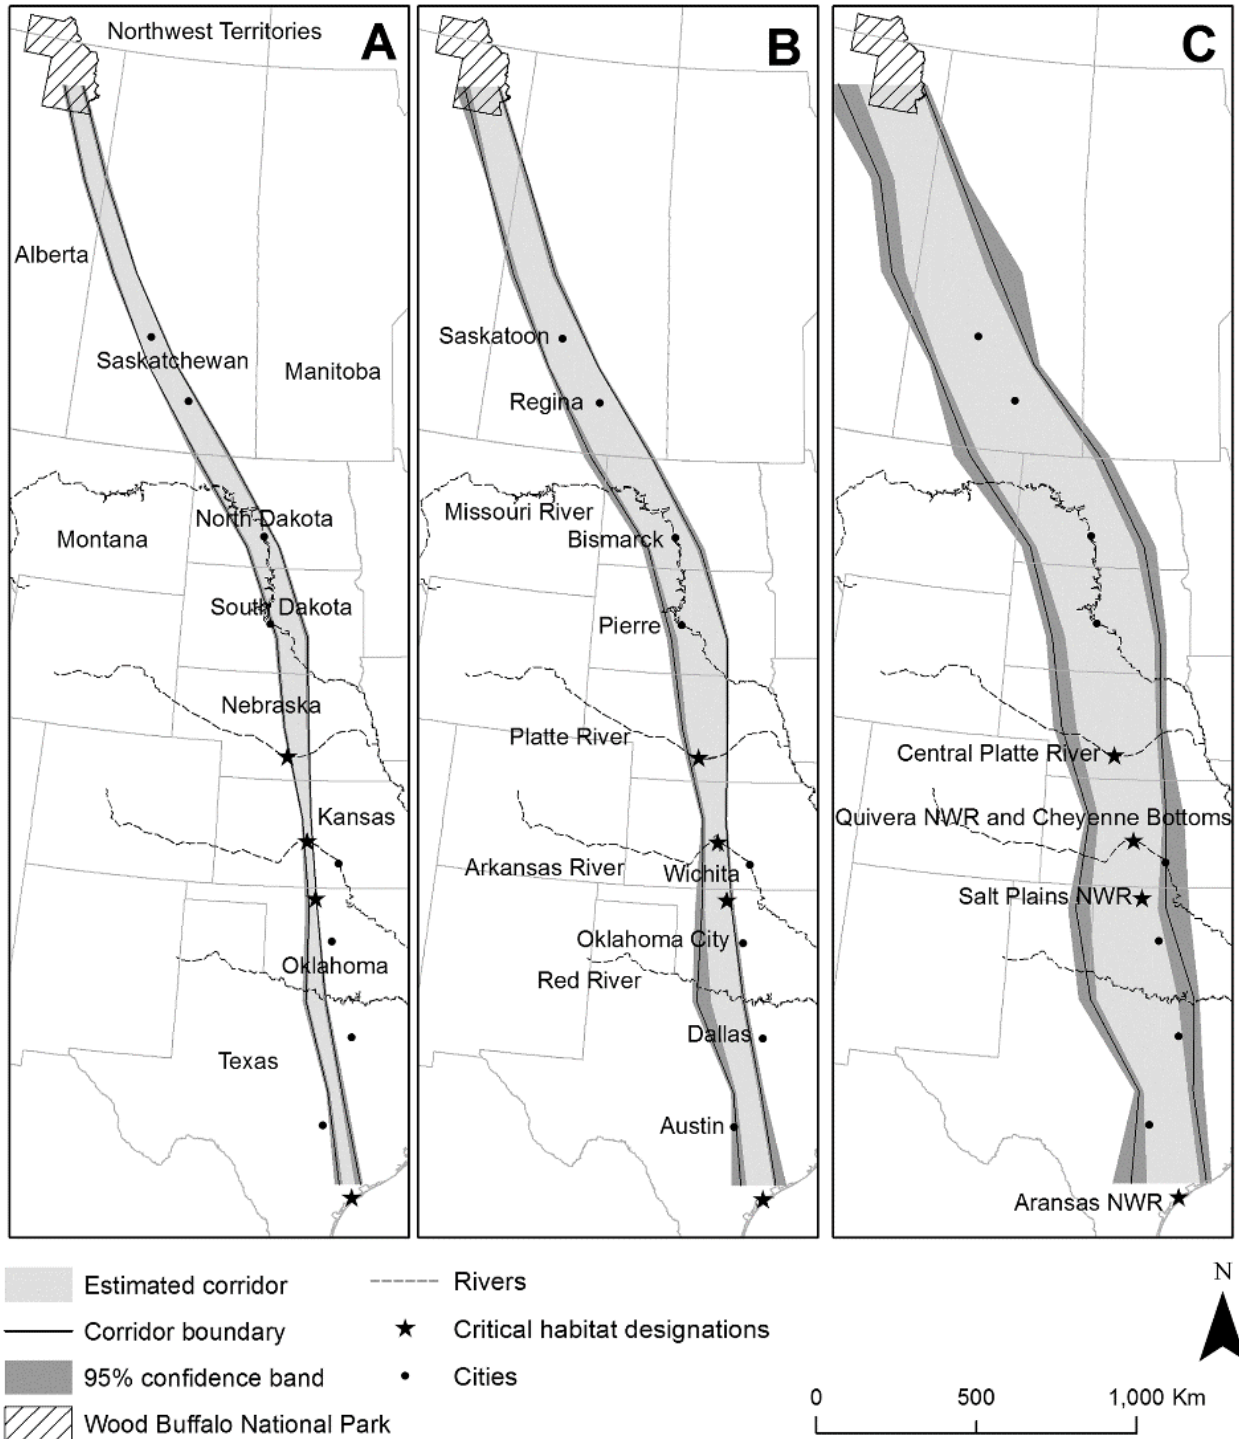 Northwest Territories
A
Alberta
Saskatchewan
Manitoba
North Dakota
Montana
South Dakota
Nebraska
Kansas
Oklahoma
Texas
B
Saskatoon
Regina
Missouri River
Bismarck
Pierre
Platte River
Arkansas River
Wichita
Oklahoma City
Red River
Dallas
Austin
C
Central Platte River
Quivera NWR and Cheyenne Bottoms
Salt Plains NWR
Aransas NWR
Estimated corridor
Corridor boundary
95% confidence band
Wood Buffalo National Park
Rivers
Critical habitat designations
Cities
N
0 500 1,000 Km